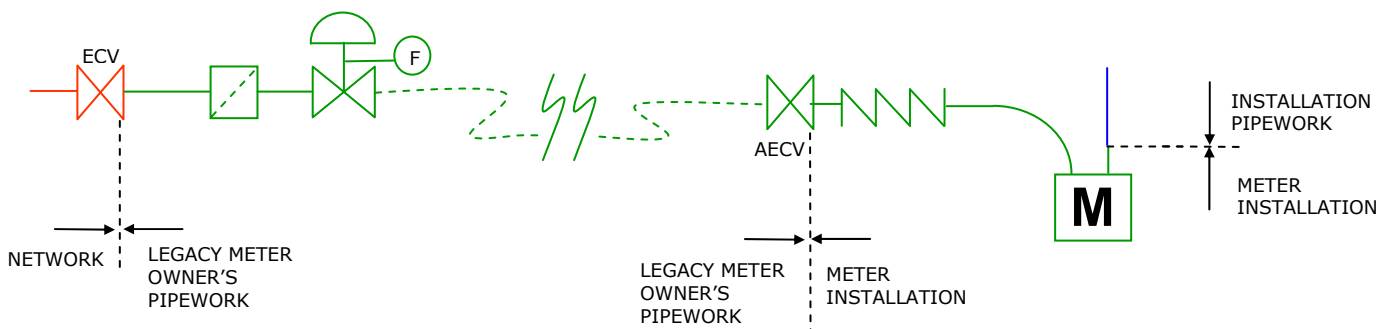 ECV
F
AECV
M
INSTALLATION
PIPEWORK
METER
INSTALLATION
NETWORK
LEGACY METER
OWNER’S
PIPEWORK
LEGACY METER
OWNER’S
PIPEWORK
METER
INSTALLATION